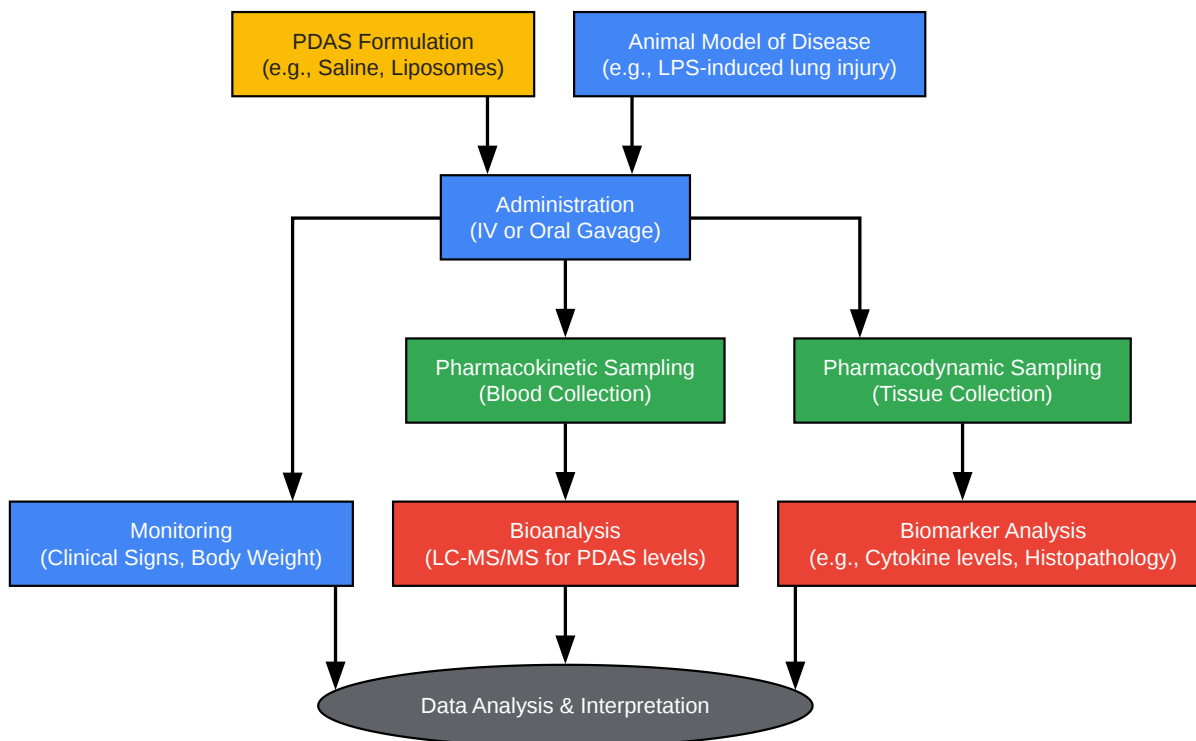 PDAS Formulation
(e.g., Saline, Liposomes)
Animal Model of Disease
(e.g., LPS-induced lung injury)
Administration
(IV or Oral Gavage)
Pharmacokinetic Sampling
(Blood Collection)
Pharmacodynamic Sampling
(Tissue Collection)
Monitoring
(Clinical Signs, Body Weight)
Bioanalysis
(LC-MS/MS for PDAS levels)
Biomarker Analysis
(e.g., Cytokine levels, Histopathology)
Data Analysis & Interpretation